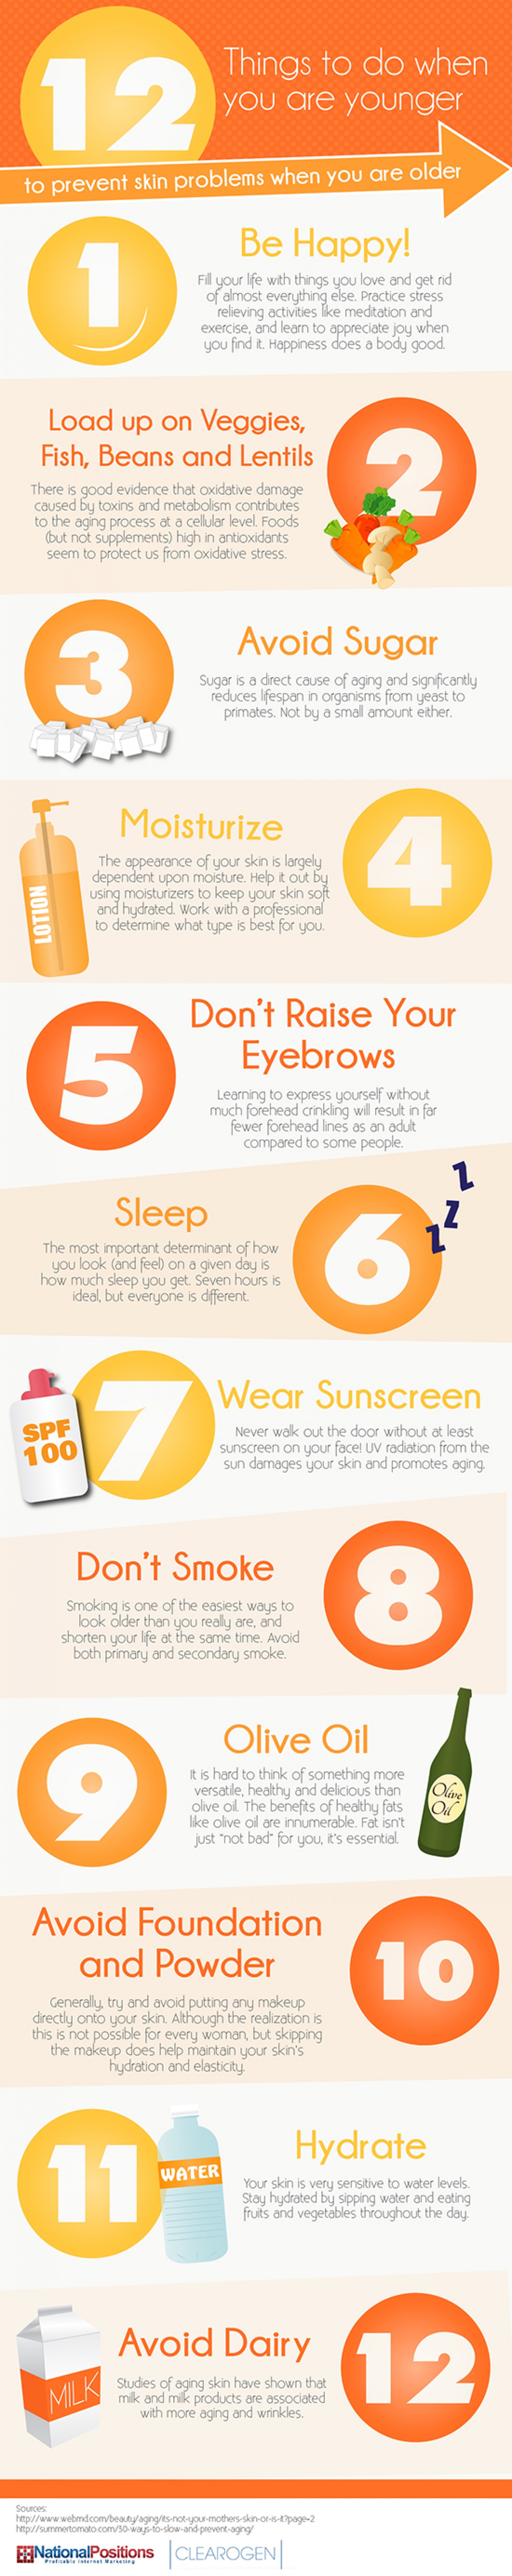 12
Things to do when
you are younger
to prevent skin problems when you are older
1
Be Happy!
Fill your life with things you love and get rid
of almost everything else. Practice stress
relieving activities like meditation and
exercise, and learn to appreciate joy when
you find it. Happiness does a body good.
Load up on Veggies,
Fish, Beans and Lentils
2
There is good evidence that oxidative damage
caused by toxins and metabolism contributes
to the aging process at a cellular level. Foods
(but not supplements) high in antioxidants
seem to protect us from oxidative stress.
3
Avoid Sugar
Sugar is a direct cause of aging and significantly
reduces lifespan in organisms from yeast to
primates. Not by a small amount either.
LOTION
Moisturize
4
The appearance of your skin is largely
dependent upon moisture. Help it out by
using moisturizers to keep your skin soft
and hydrated. Work with a professional
to determine what type is best for you.
5
Don't Raise Your
Eyebrows
Learning to express yourself without
much forehead crinkling will result in far
fewer forehead lines as an adult
compared to some people.
Sleep
6
z z z
The most important determinant of how
you look (and feel) on a given day is
how much sleep you get. Seven hours is
ideal, but everyone is different.
SPF
100
7
Wear Sunscreen
Never walk out the door without at least
sunscreen on your face! UV radiation from the
sun damages your skin and promotes aging.
Don't Smoke
8
Smoking is one of the easiest ways to
look older than you really are, and
shorten your life at the same time. Avoid
both primary and secondary smoke.
9
Olive Oil
It is hard to think of something more
versatile, healthy and delicious than
olive oil. The benefits of healthy fats
like olive oil are innumerable. Fat isn't
just "not bad" for you, it's essential.
Olive
Oil
Avoid Foundation
and Powder
10
Generally, try and avoid putting any makeup
directly onto your skin. Although the realization is
this is not possible for every woman, but skipping
the makeup does help maintain your skin's
hydration and elasticity.
11
WATER
Hydrate
Your skin is very sensitive to water levels.
Stay hydrated by sipping water and eating
fruits and vegetables throughout the day.
MILK
Avoid Dairy
12
Studies of aging skin have shown that
milk and milk products are associated
with more aging and wrinkles.
Sources:
http://www.webmd.com/beauty/aging/its-not-your-mothers-skin-or-is-it?page=2
http://summertomato.com/30-ways-to-slow-and-prevent-aging/
NationalPositions
Profitable Internet Marketing
CLEAROGEN